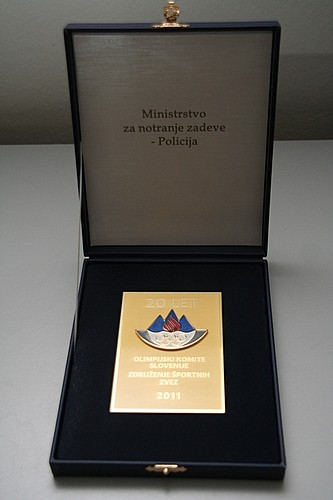 Ministrstvo
za notranje zadeve
- Policija
20 LET
OLIMPIJSKI KOMITE
SLOVENIJE
ZDRUŽENJE ŠPORTNIH
ZVEZ
2011